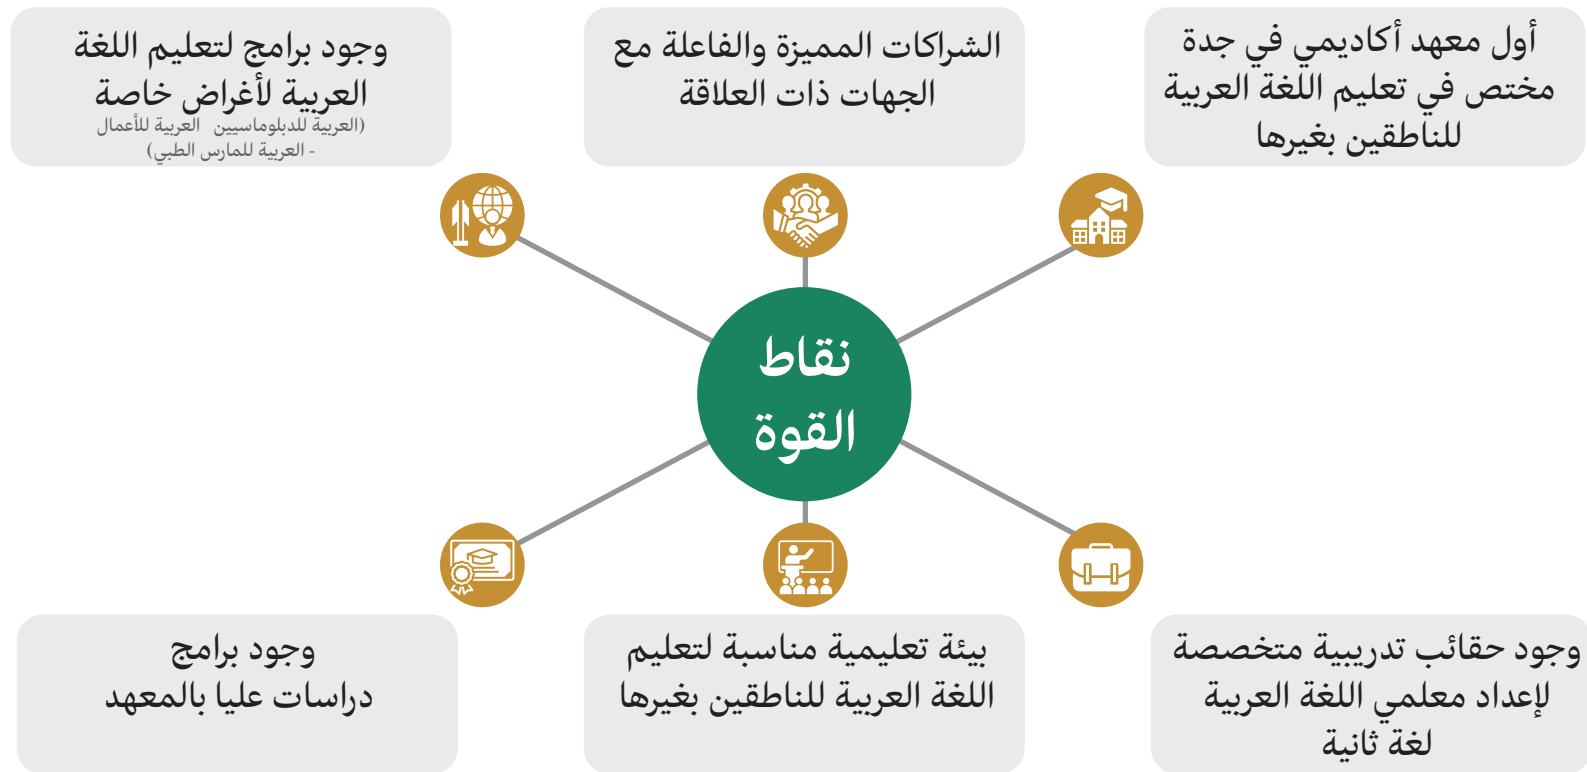 أول معهد أكاديمي في جدة
مختص في تعليم اللغة العربية
للناطقين بغيرها
الشراكات المميزة والفاعلة مع
الجهات ذات العلاقة
وجود برامج لتعليم اللغة
العربية لأغراض خاصة
(العربية للدبلوماسيين العربية للأعمال
- العربية للمارس الطبي)
نقاط
القوة
وجود حقائب تدريبية متخصصة
لإعداد معلمي اللغة العربية
لغة ثانية
بيئة تعليمية مناسبة لتعليم
اللغة العربية للناطقين بغيرها
وجود برامج
دراسات عليا بالمعهد